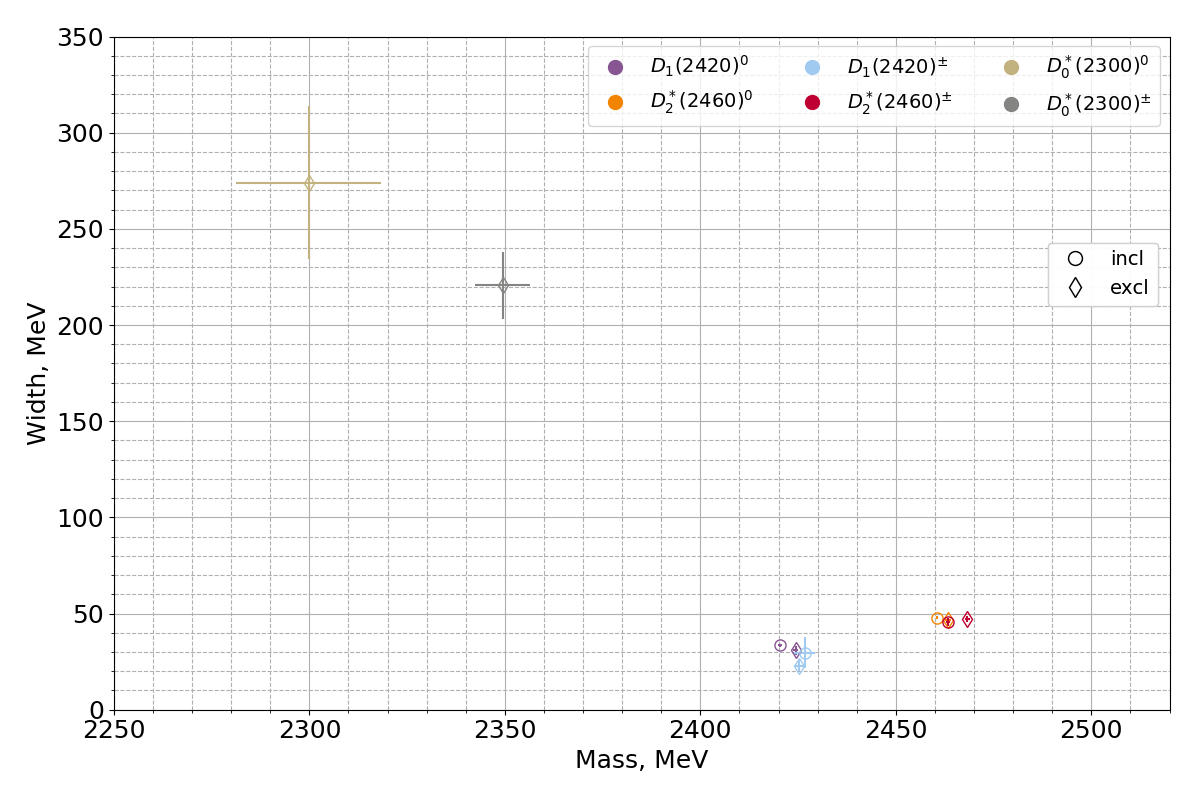 350
300
250
200
150
100
50
0
2250 2300 2350 2400 2450 2500
Width, MeV
Mass, MeV
D₁(2420)⁰ D₁(2420)^± D₀^*(2300)⁰
D₂^*(2460)⁰ D₂^*(2460)^± D₀^*(2300)^±
incl
excl